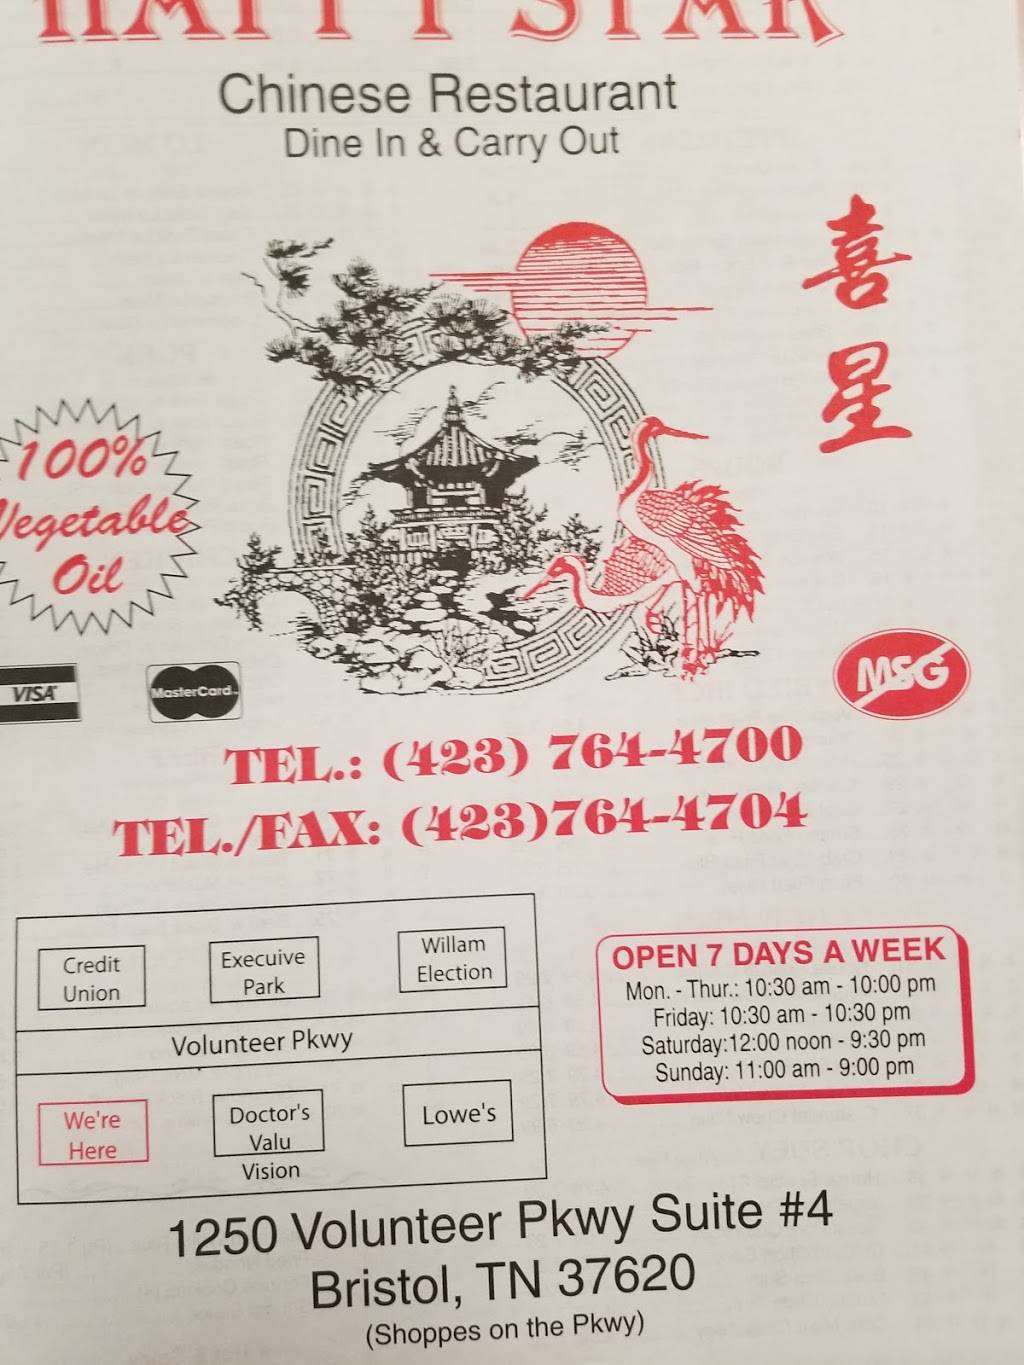 HAPPY STAR
Chinese Restaurant
Dine In & Carry Out
喜
星
100%
Vegetable
Oil
VISA
MasterCard
MSG
TEL.: (423) 764-4700
TEL./FAX: (423)764-4704
Credit
Union
Execuive
Park
Willam
Election
Volunteer Pkwy
We're
Here
Doctor's
Valu
Vision
Lowe's
OPEN 7 DAYS A WEEK
Mon. - Thur.: 10:30 am - 10:00 pm
Friday: 10:30 am - 10:30 pm
Saturday:12:00 noon - 9:30 pm
Sunday: 11:00 am - 9:00 pm
1250 Volunteer Pkwy Suite #4
Bristol, TN 37620
(Shoppes on the Pkwy)